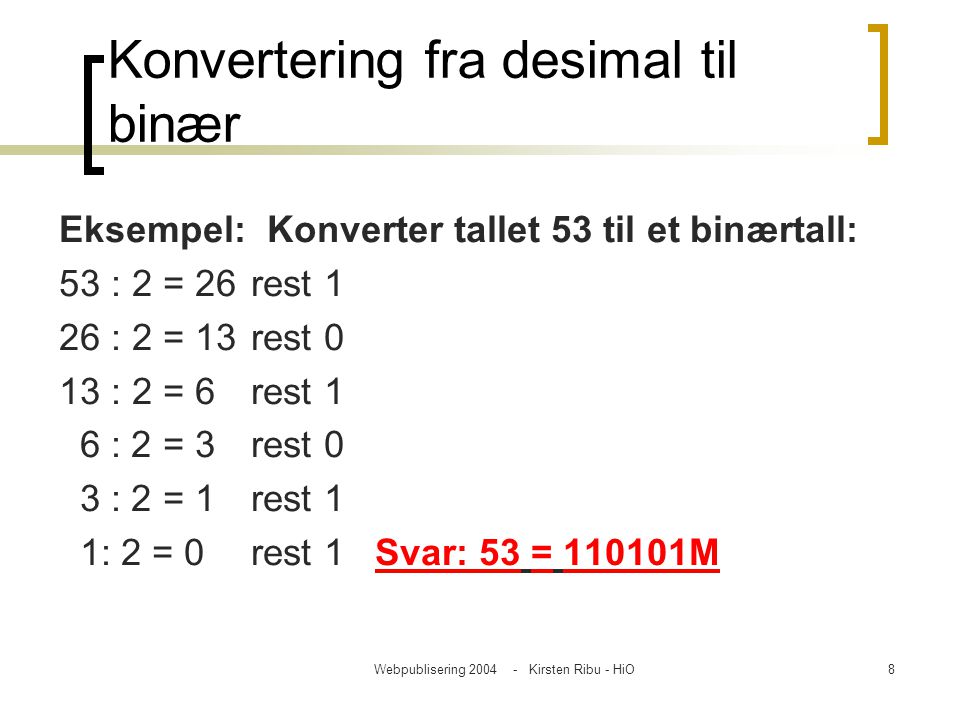 Konvertering fra desimal til
binær
Eksempel: Konverter tallet 53 til et binærtall:
53 : 2 = 26 rest 1
26 : 2 = 13 rest 0
13 : 2 = 6 rest 1
6 : 2 = 3 rest 0
3 : 2 = 1 rest 1
1: 2 = 0 rest 1 Svar: 53 = 110101M
Webpublisering 2004 - Kirsten Ribu - HiO 8